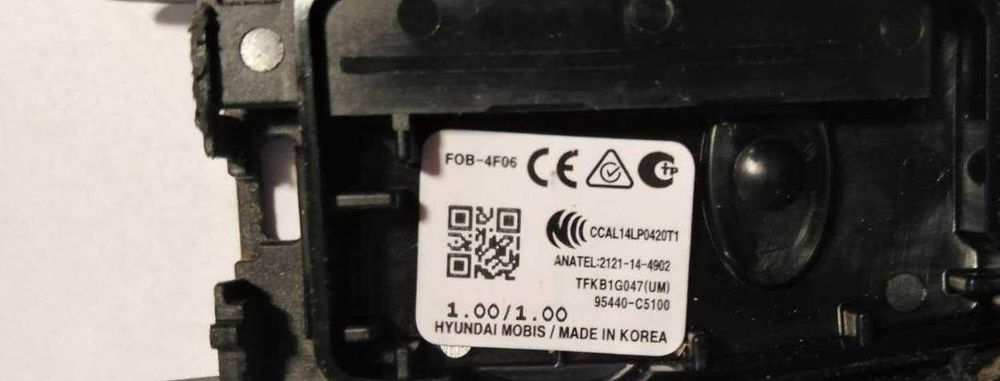 FOB-4F06 CE
CCAL14LP0420T1
ANATEL:2121-14-4902
TFKB1G047(UM)
95440-C5100
1.00/1.00
HYUNDAI MOBIS / MADE IN KOREA